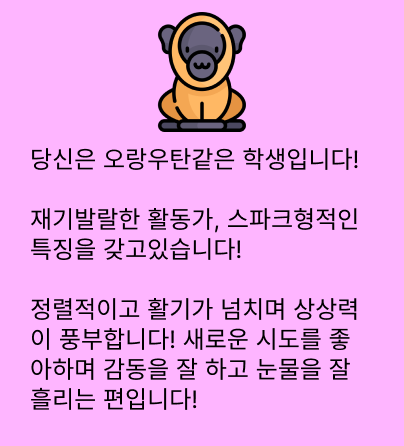 당신은 오랑우탄같은 학생입니다!
재기발랄한 활동가, 스파크형적인
특징을 갖고있습니다!
정렬적이고 활기가 넘치며 상상력
이 풍부합니다! 새로운 시도를 좋
아하며 감동을 잘 하고 눈물을 잘
흘리는 편입니다!